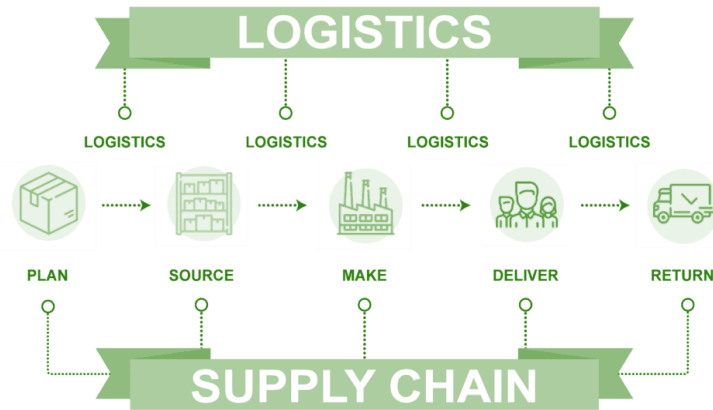 LOGISTICS
LOGISTICS LOGISTICS LOGISTICS LOGISTICS
PLAN SOURCE MAKE DELIVER RETURN
SUPPLY CHAIN